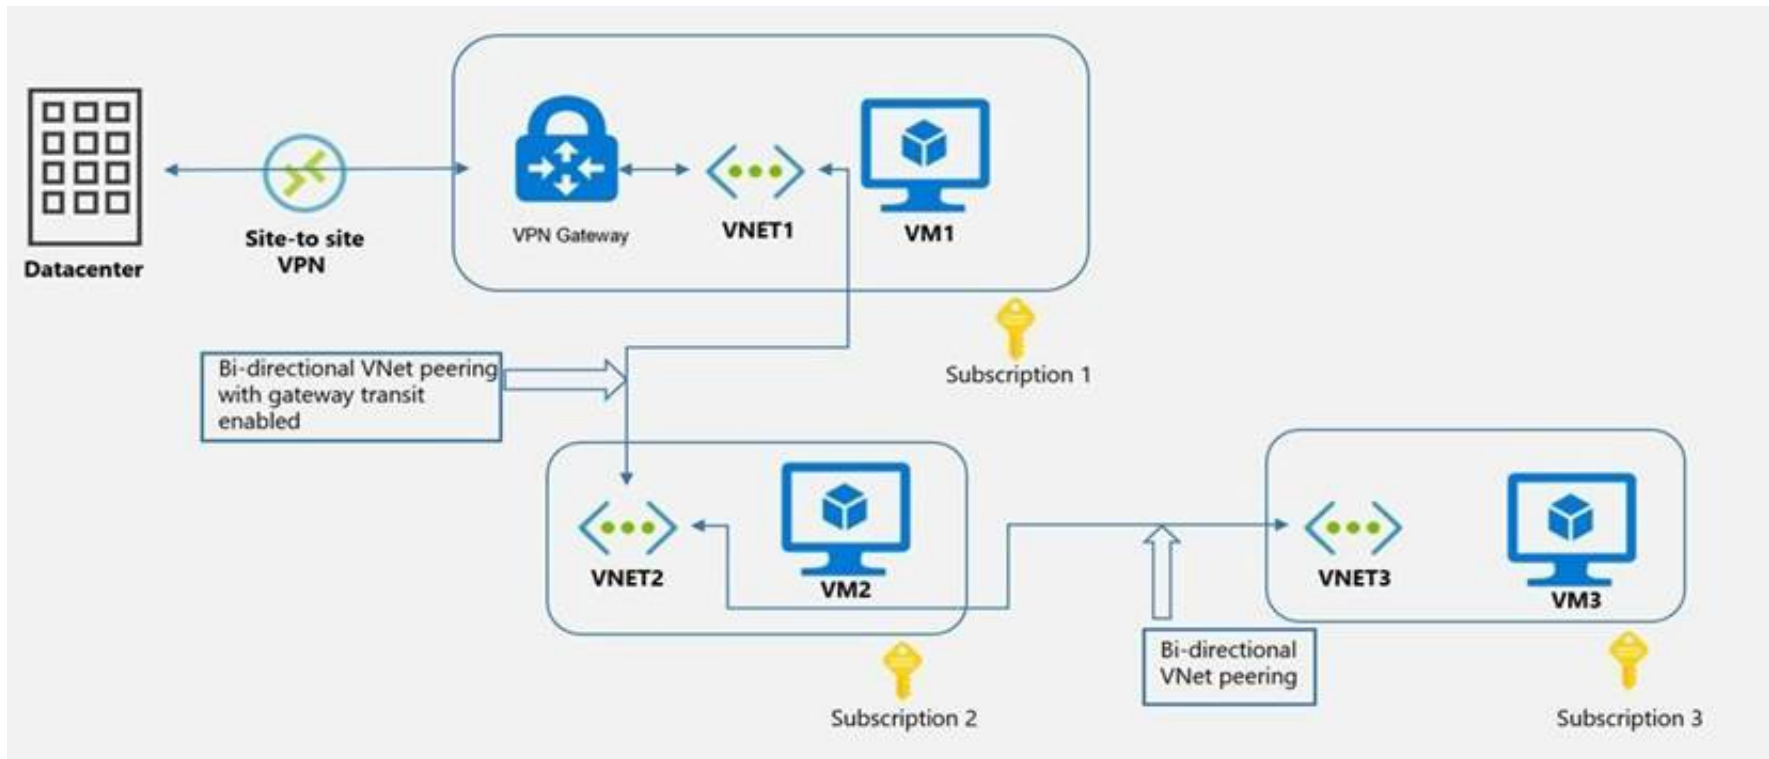 Datacenter
Site-to site
VPN
VPN Gateway
VNET1
VM1
Subscription 1
Bi-directional VNet peering
with gateway transit
enabled
VNET2
VM2
Subscription 2
Bi-directional
VNet peering
VNET3
VM3
Subscription 3